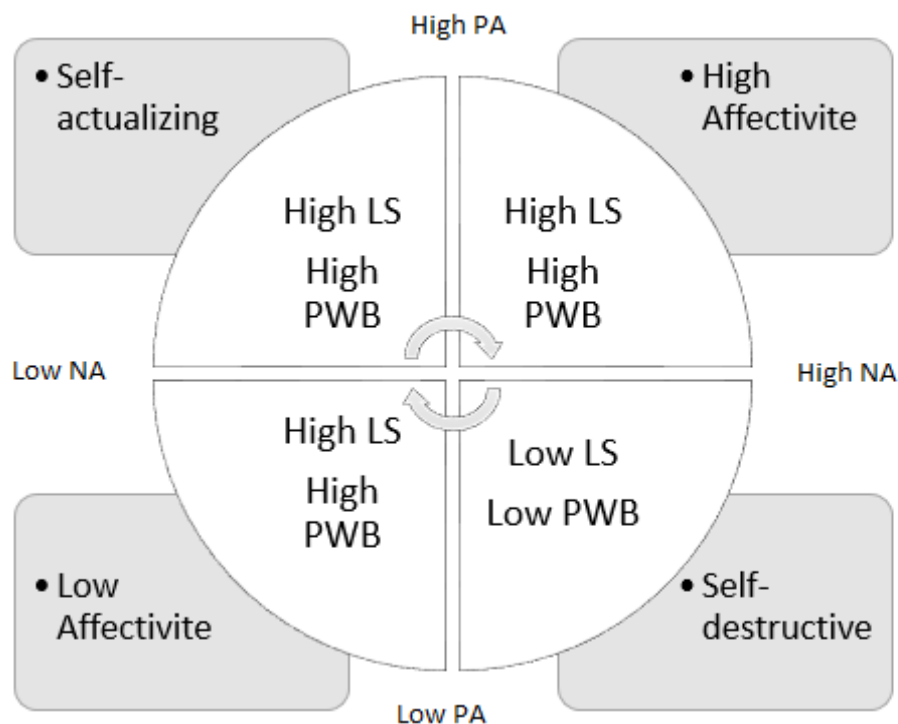 High PA
• Self-
actualizing
• High
Affectivite
High LS
High
PWB
High LS
High
PWB
Low NA
High NA
High LS
High
PWB
Low LS
Low PWB
• Low
Affectivite
• Self-
destructive
Low PA